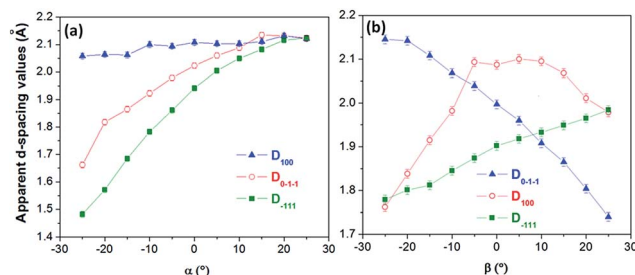 (a)
Apparent d-spacing values (Å)
2.2
2.1
2.0
1.9
1.8
1.7
1.6
1.5
1.4
D100
D0-1-1
D-111
-30 -20 -10 0 10 20 30
α (º)
(b)
2.2
2.1
2.0
1.9
1.8
1.7
D0-1-1
D100
D-111
-30 -20 -10 0 10 20 30
β (º)